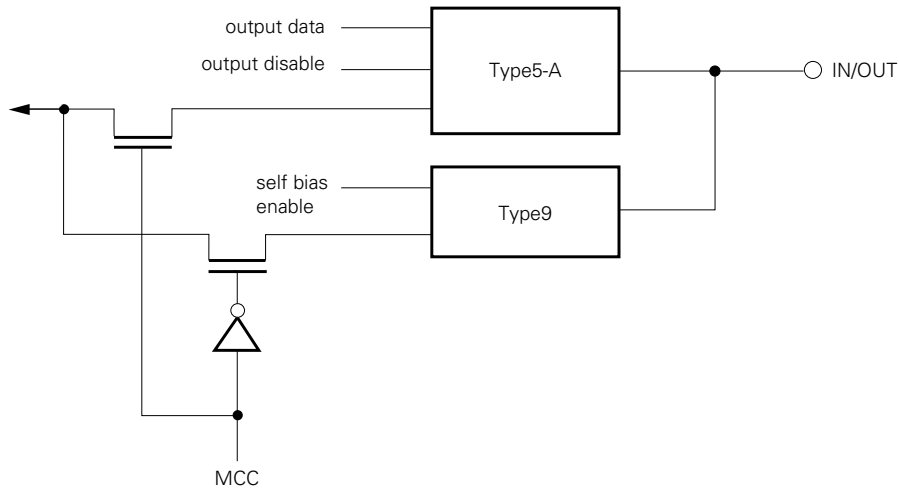 output data
output disable
Type5-A
IN/OUT
self bias
enable
Type9
MCC